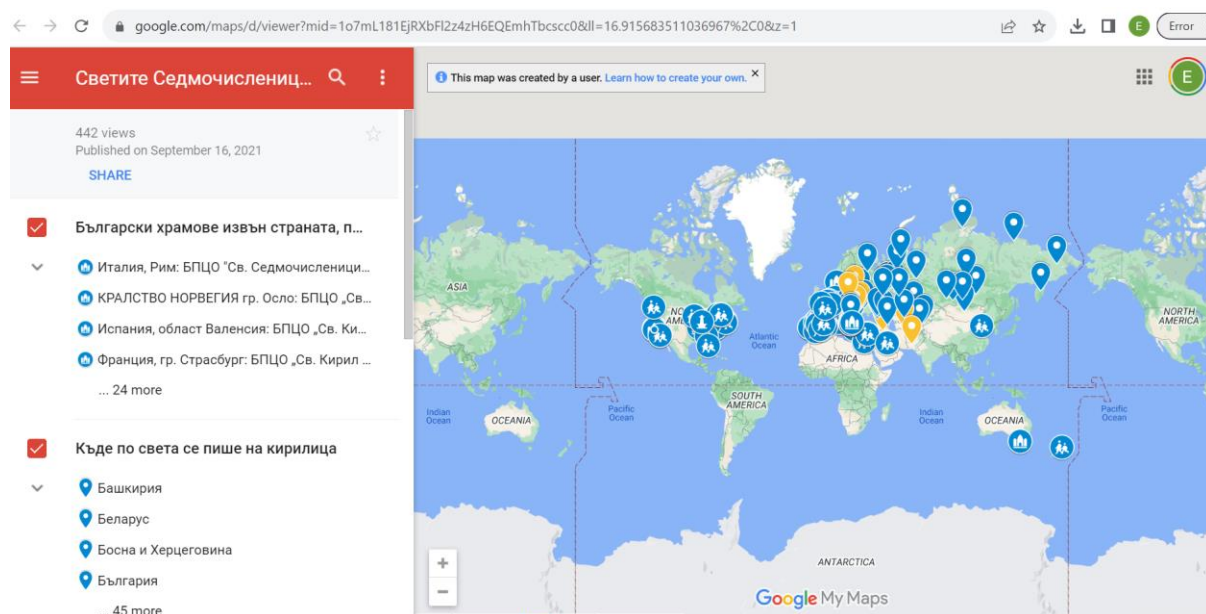 google.com/maps/d/viewer?mid=1o7mL181EjRXbFl2z4zH6EQEmhTbcscc0&ll=16.915683511036967%2C0&z=1
E
Error
Светите Седмочислениц...
This map was created by a user. Learn how to create your own.
E
442 views
Published on September 16, 2021
SHARE
Български храмове извън страната, п...
Италия, Рим: БПЦО "Св. Седмочисленици...
КРАЛСТВО НОРВЕГИЯ гр. Осло: БПЦО „Св...
Испания, област Валенсия: БПЦО „Св. Ки...
Франция, гр. Страсбург: БПЦО „Св. Кирил ...
... 24 more
Къде по света се пише на кирилица
Башкирия
Беларус
Босна и Херцеговина
България
... 45 more
ASIA
Atlantic
Ocean
AFRICA
NORTH
AMERICA
SOUTH
AMERICA
Indian
Ocean
OCEANIA
Pacific
Ocean
Indian
Ocean
OCEANIA
Pacific
Ocean
ANTARCTICA
Google My Maps